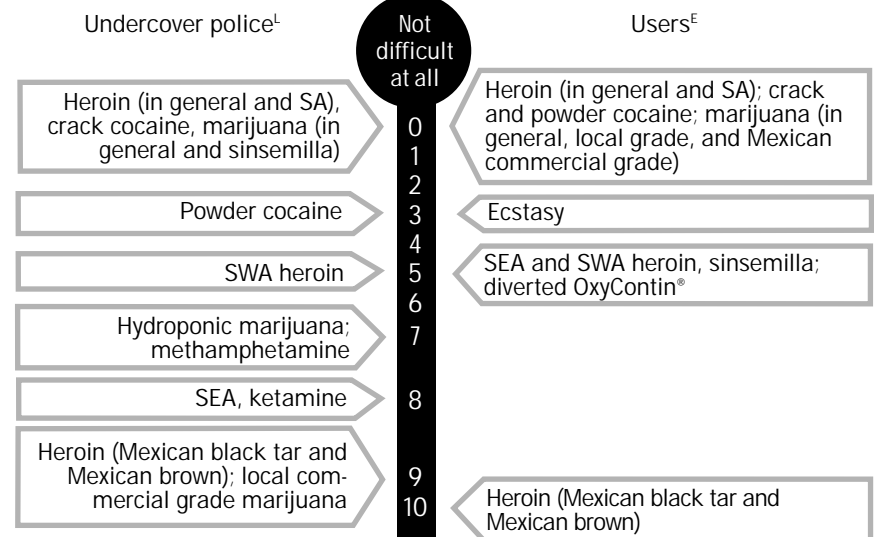 Undercover policeᴸ
Not
difficult
at all
Usersᴱ
Heroin (in general and SA),
crack cocaine, marijuana (in
general and sinsemilla)
0
Heroin (in general and SA); crack
and powder cocaine; marijuana (in
general, local grade, and Mexican
commercial grade)
1
2
Powder cocaine
3
Ecstasy
4
SWA heroin
5
SEA and SWA heroin, sinsemilla;
diverted OxyContin®
6
Hydroponic marijuana;
methamphetamine
7
SEA, ketamine
8
Heroin (Mexican black tar and
Mexican brown); local com-
mercial grade marijuana
9
10
Heroin (Mexican black tar and
Mexican brown)